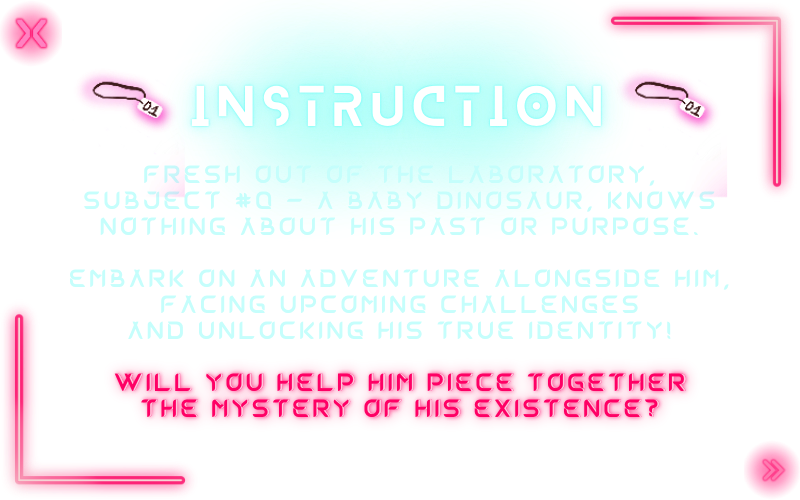 INSTRUCTION
01
01
FRESH OUT OF THE LABORATORY,
SUBJECT #0 – A BABY DINOSAUR, KNOWS
NOTHING ABOUT HIS PAST OR PURPOSE.
EMBARK ON AN ADVENTURE ALONGSIDE HIM,
FACING UPCOMING CHALLENGES
AND UNLOCKING HIS TRUE IDENTITY!
WILL YOU HELP HIM PIECE TOGETHER
THE MYSTERY OF HIS EXISTENCE?